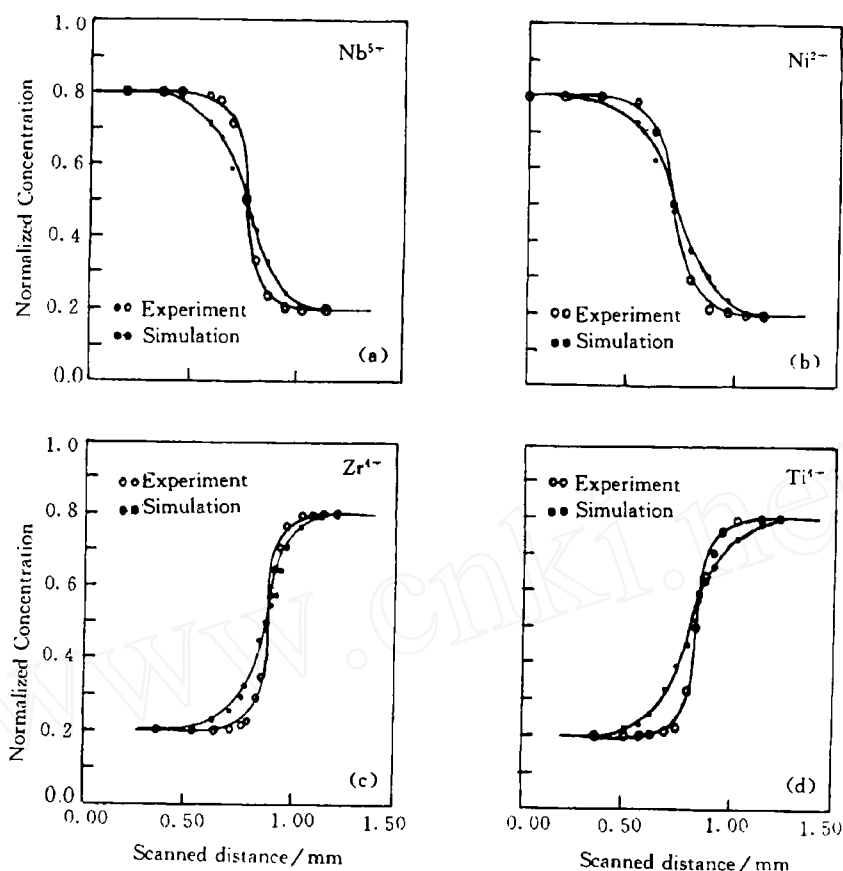 Normalized Concentration
1.0
0.8
0.6
0.4
0.2
0.0
Nb⁵⁺
Experiment
Simulation
(a)
Ni²⁺
Experiment
Simulation
(b)
Normalized Concentration
1.0
0.8
0.6
0.4
0.2
0.0
Zr⁴⁺
Experiment
Simulation
(c)
0.00 0.50 1.00 1.50
Scanned distance/mm
Ti⁴⁺
Experiment
Simulation
(d)
0.00 0.50 1.00 1.50
Scanned distance/mm
www.cnki.net